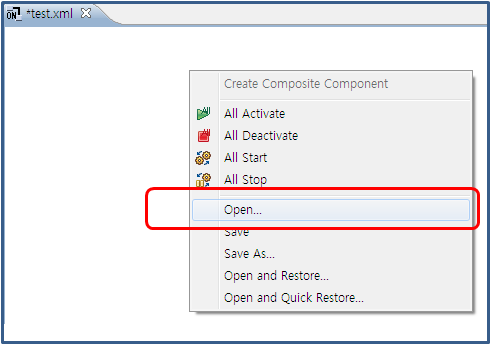 ON
*test.xml
Create Composite Component
All Activate
All Deactivate
All Start
All Stop
Open...
Save
Save As...
Open and Restore...
Open and Quick Restore...